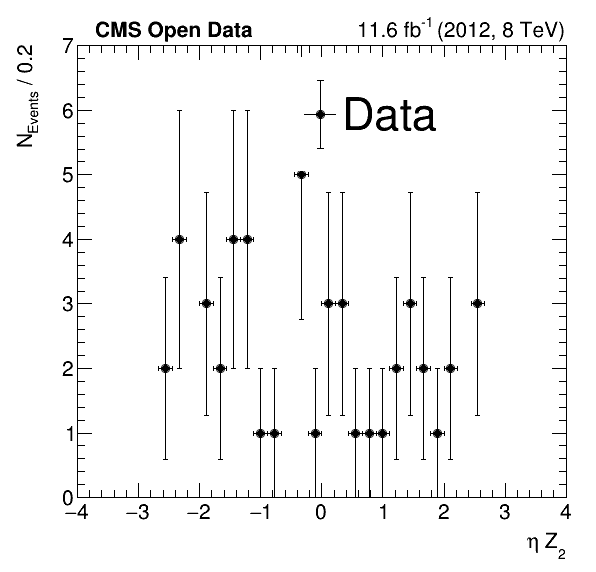 CMS Open Data 11.6 fb⁻¹ (2012, 8 TeV)
N_Events / 0.2
7
6
5
4
3
2
1
0
Data
−4 −3 −2 −1 0 1 2 3 4
η Z₂